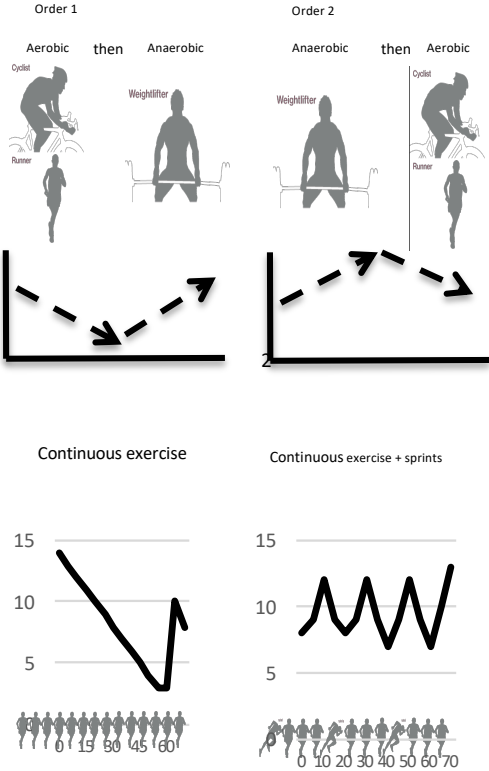 Order 1
Order 2
Aerobic then Anaerobic
Anaerobic then Aerobic
Cyclist
Weightlifter
Runner
Weightlifter
Cyclist
Runner
2
Continuous exercise
Continuous exercise + sprints
15
10
5
0
0 15 30 45 60
15
10
5
0
0 10 20 30 40 50 60 70